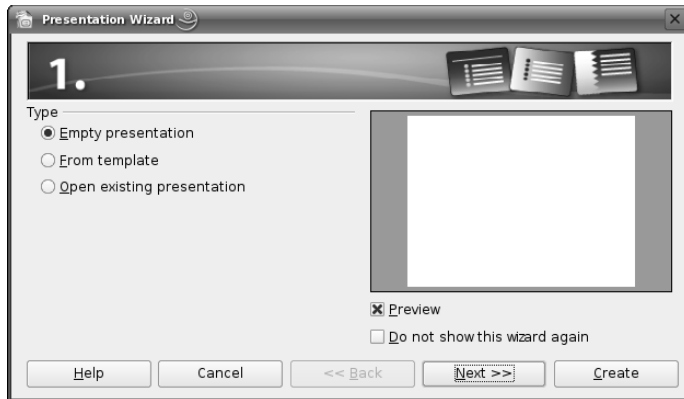 Presentation Wizard
1.
Type
Empty presentation
From template
Open existing presentation
Preview
Do not show this wizard again
Help
Cancel
<< Back
Next >>
Create